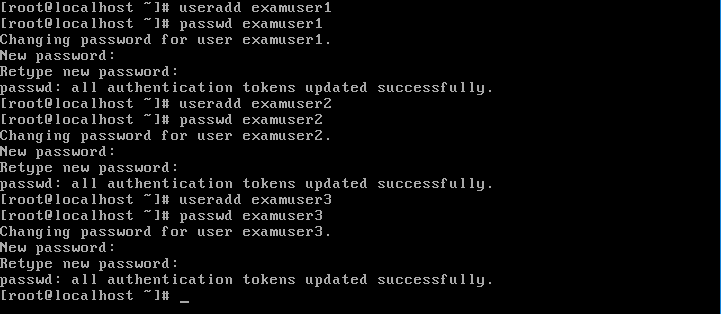 [root@localhost ~]# useradd examuser1
[root@localhost ~]# passwd examuser1
Changing password for user examuser1.
New password:
Retype new password:
passwd: all authentication tokens updated successfully.
[root@localhost ~]# useradd examuser2
[root@localhost ~]# passwd examuser2
Changing password for user examuser2.
New password:
Retype new password:
passwd: all authentication tokens updated successfully.
[root@localhost ~]# useradd examuser3
[root@localhost ~]# passwd examuser3
Changing password for user examuser3.
New password:
Retype new password:
passwd: all authentication tokens updated successfully.
[root@localhost ~]# _